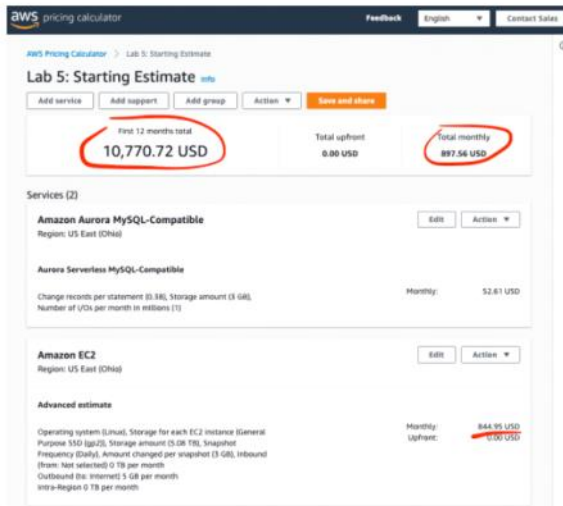 aws pricing calculator
Feedback
English
Contact Sales
AWS Pricing Calculator > Lab 5: Starting Estimate
Lab 5: Starting Estimate Info
Add service
Add support
Add group
Action
Save and share
First 12 months total
10,770.72 USD
Total upfront
0.00 USD
Total monthly
897.56 USD
Services (2)
Amazon Aurora MySQL-Compatible
Edit
Action
Region: US East (Ohio)
Aurora Serverless MySQL-Compatible
Change records per statement (0.38), Storage amount (3 GB),
Number of I/Os per month in millions (1)
Monthly: 52.61 USD
Amazon EC2
Edit
Action
Region: US East (Ohio)
Advanced estimate
Operating system (Linux), Storage for each EC2 instance (General
Purpose SSD (gp2)), Storage amount (5.08 TB), Snapshot
Frequency (Daily), Amount changed per snapshot (3 GB), Inbound
(from: Not selected) 0 TB per month
Outbound (to: Internet) 5 GB per month
Intra-Region 0 TB per month
Monthly: 844.95 USD
Upfront: 0.00 USD